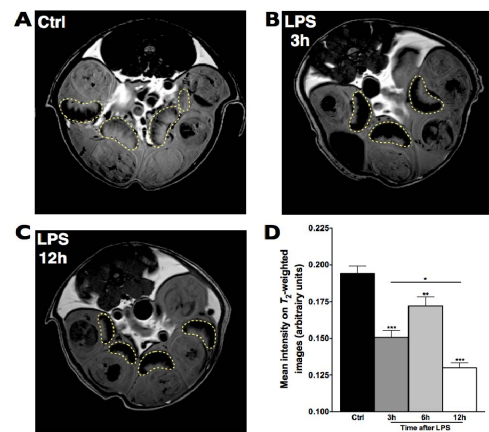 A
Ctrl
B
LPS
3h
C
LPS
12h
D
Mean intensity on T2-weighted
images (arbitrairy units)
0.225
0.200
0.175
0.150
0.125
0.100
***
**
*
***
Ctrl
3h
6h
12h
Time after LPS